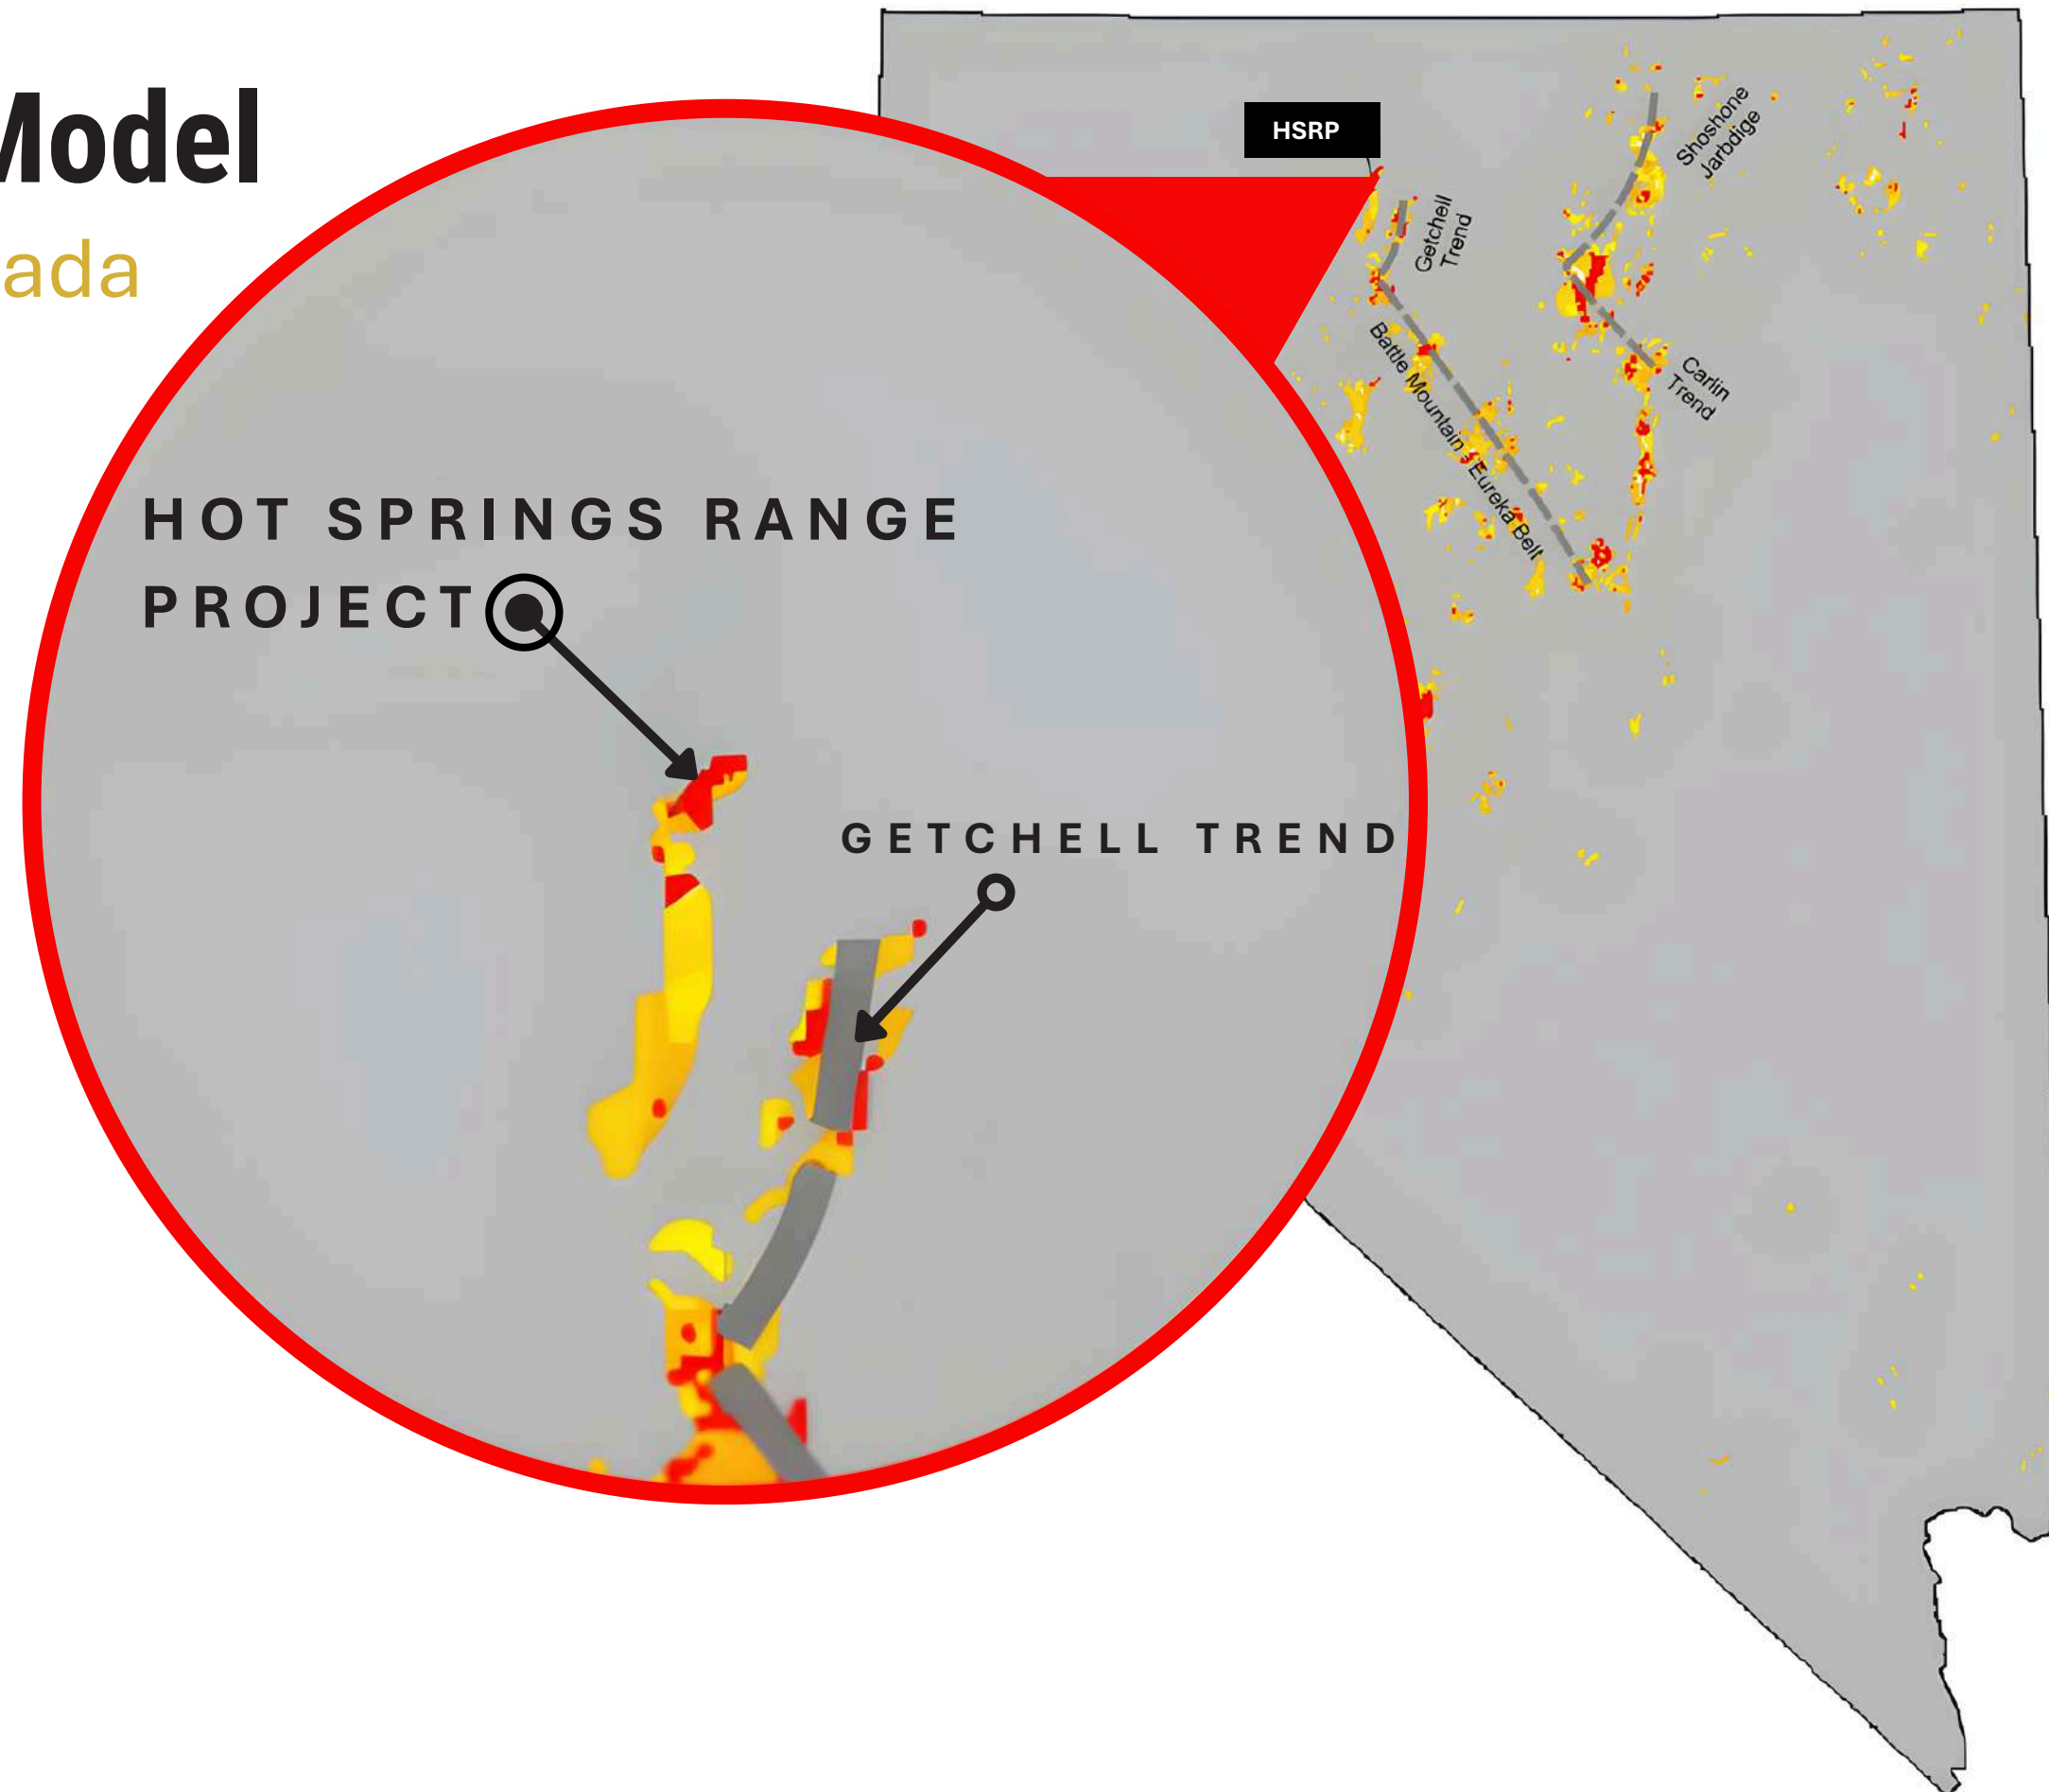 Model
ada
HSRP
Shoshone
Jarbdige
Getchell
Trend
Battle Mountain - Eureka Belt
Carlin
Trend
HOT SPRINGS RANGE
PROJECT
GETCHELL TREND